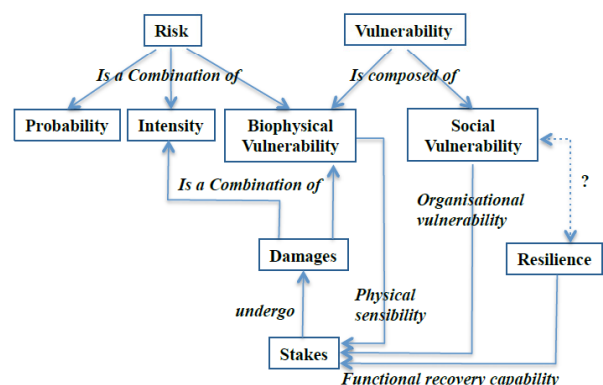 Risk
Vulnerability
Is a Combination of
Is composed of
Probability
Intensity
Biophysical
Vulnerability
Social
Vulnerability
Is a Combination of
?
Organisational
vulnerability
Damages
Resilience
undergo
Physical
sensibility
Stakes
Functional recovery capability